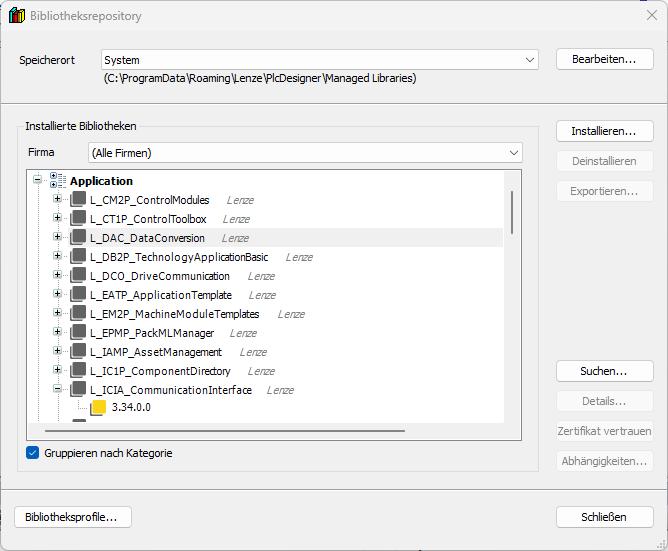 Bibliotheksrepository
Speicherort System Bearbeiten...
(C:\ProgramData\Roaming\Lenze\PlcDesigner\Managed Libraries)
Installierte Bibliotheken
Installieren...
Firma (Alle Firmen)
Deinstallieren
Application
Exportieren...
L_CM2P_ControlModules Lenze
L_CT1P_ControlToolbox Lenze
L_DAC_DataConversion Lenze
L_DB2P_TechnologyApplicationBasic Lenze
L_DCO_DriveCommunication Lenze
L_EATP_ApplicationTemplate Lenze
L_EM2P_MachineModuleTemplates Lenze
L_EPMP_PackMLManager Lenze
L_IAMP_AssetManagement Lenze
L_IC1P_ComponentDirectory Lenze
Suchen...
L_ICIA_CommunicationInterface Lenze
Details...
3.34.0.0
Zertifikat vertrauen
Gruppieren nach Kategorie
Abhängigkeiten...
Bibliotheksprofile... Schließen